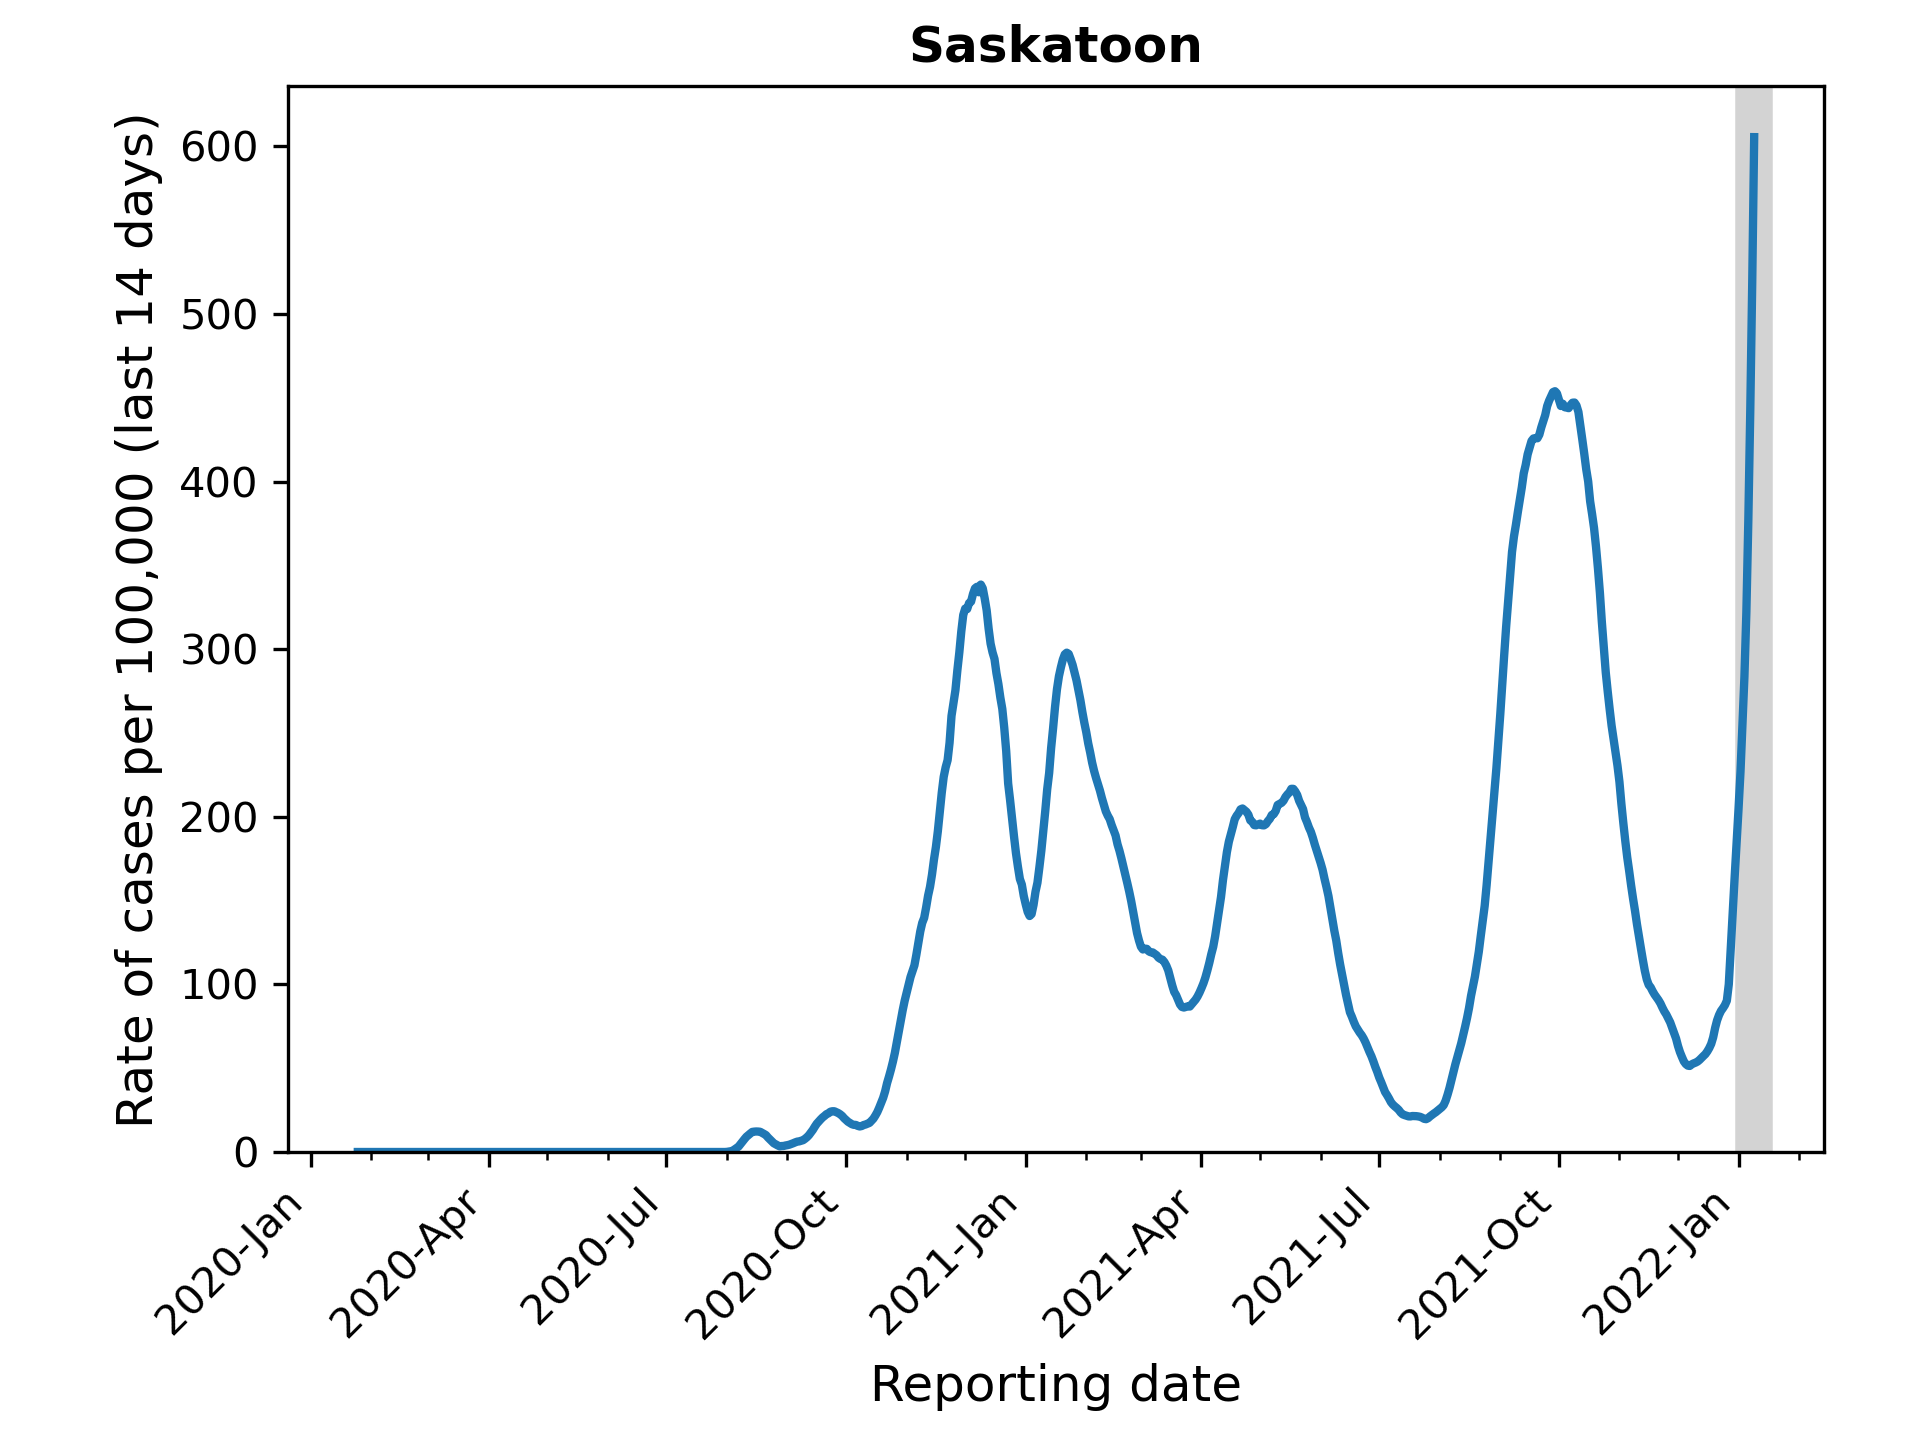 Saskatoon
Rate of cases per 100,000 (last 14 days)
600
500
400
300
200
100
0
2020-Jan
2020-Apr
2020-Jul
2020-Oct
2021-Jan
2021-Apr
2021-Jul
2021-Oct
2022-Jan
Reporting date